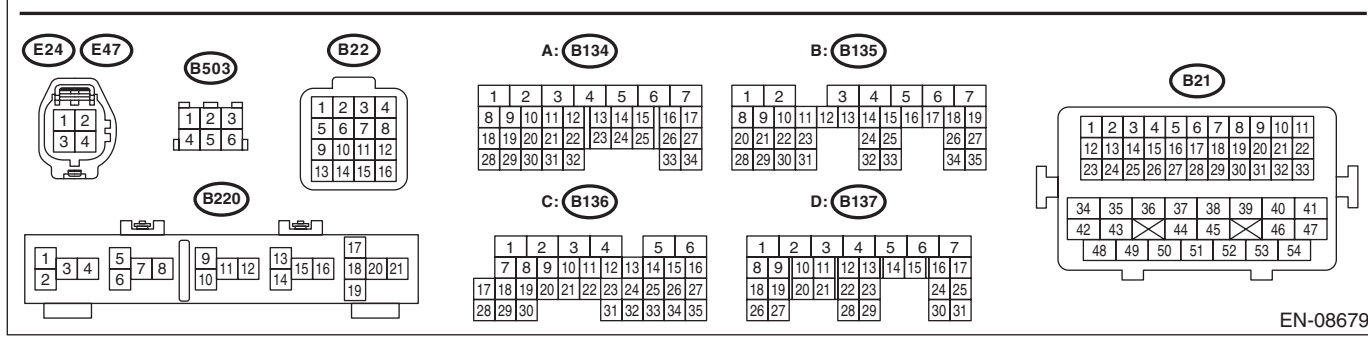 E24 E47
1 2
3 4
B503
1 2 3
4 5 6
B22
1 2 3 4
5 6 7 8
9 10 11 12
13 14 15 16
B220
1 2 3 4
5 6 7 8
9 10 11 12
13 14 15 16
17 18 19 20 21
A: B134
1 2 3 4 5 6 7
8 9 10 11 12 13 14 15 16 17
18 19 20 21 22 23 24 25 26 27
28 29 30 31 32 33 34
B: B135
1 2 3 4 5 6 7
8 9 10 11 12 13 14 15 16 17 18 19
20 21 22 23 24 25 26 27
28 29 30 31 32 33 34 35
C: B136
1 2 3 4 5 6
7 8 9 10 11 12 13 14 15 16
17 18 19 20 21 22 23 24 25 26 27
28 29 30 31 32 33 34 35
D: B137
1 2 3 4 5 6 7
8 9 10 11 12 13 14 15 16 17
18 19 20 21 22 23 24 25
26 27 28 29 30 31
B21
1 2 3 4 5 6 7 8 9 10 11
12 13 14 15 16 17 18 19 20 21 22
23 24 25 26 27 28 29 30 31 32 33
34 35 36 37 38 39 40 41
42 43 44 45 46 47
48 49 50 51 52 53 54
EN-08679